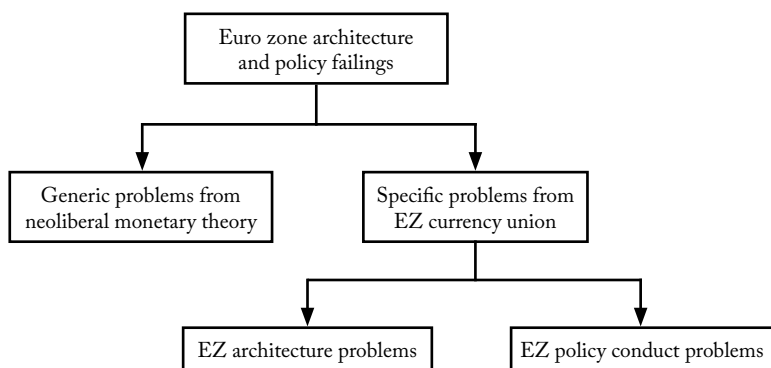 Euro zone architecture
and policy failings
Generic problems from
neoliberal monetary theory
Specific problems from
EZ currency union
EZ architecture problems
EZ policy conduct problems